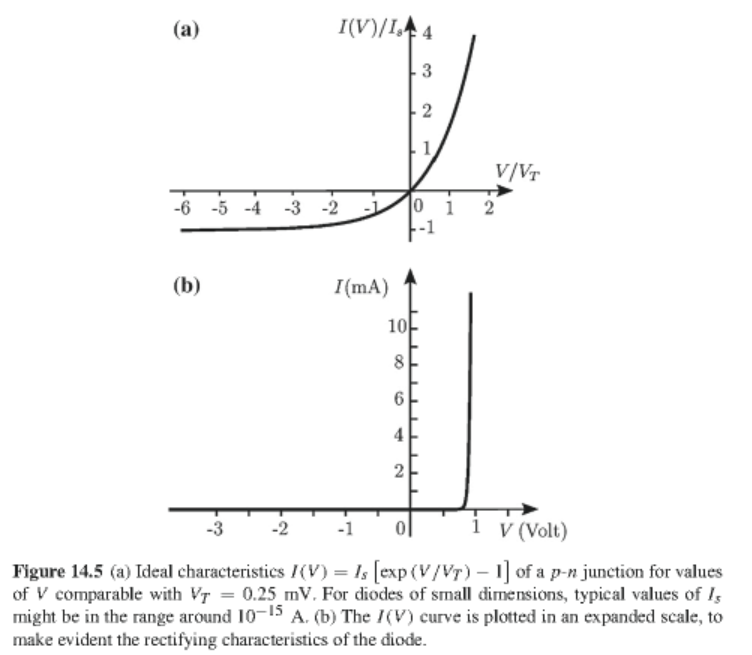 (a)
I(V)/Iₛ
4
3
2
1
V/V_T
-6 -5 -4 -3 -2 -1 0 1 2
-1
(b)
I(mA)
10
8
6
4
2
-3 -2 -1 0 1 V (Volt)
Figure 14.5 (a) Ideal characteristics I(V) = Iₛ [exp (V/V_T) − 1] of a p-n junction for values
of V comparable with V_T = 0.25 mV. For diodes of small dimensions, typical values of Iₛ
might be in the range around 10⁻¹⁵ A. (b) The I(V) curve is plotted in an expanded scale, to
make evident the rectifying characteristics of the diode.